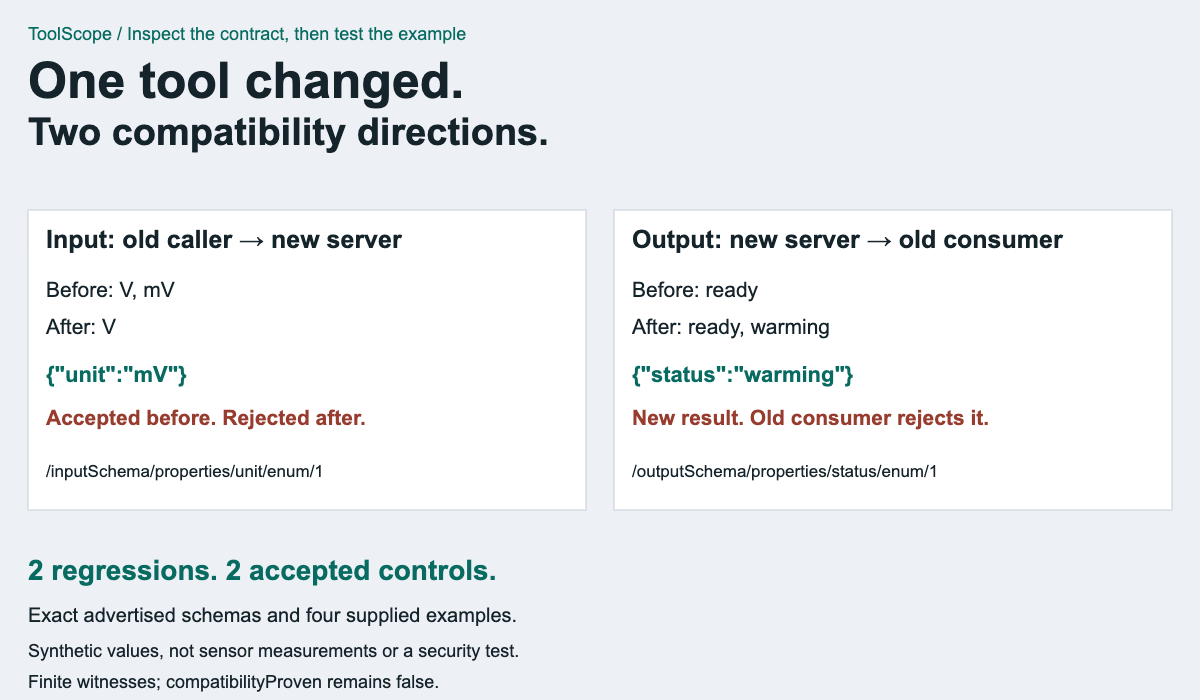 ToolScope / Inspect the contract, then test the example
One tool changed.
Two compatibility directions.
Input: old caller → new server
Before: V, mV
After: V
{"unit":"mV"}
Accepted before. Rejected after.
/inputSchema/properties/unit/enum/1
Output: new server → old consumer
Before: ready
After: ready, warming
{"status":"warming"}
New result. Old consumer rejects it.
/outputSchema/properties/status/enum/1
2 regressions. 2 accepted controls.
Exact advertised schemas and four supplied examples.
Synthetic values, not sensor measurements or a security test.
Finite witnesses; compatibilityProven remains false.